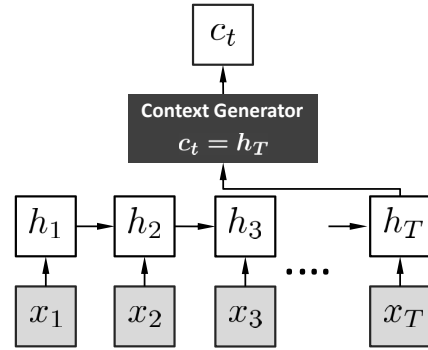 c_t
Context Generator
c_t = h_T
h_1 h_2 h_3 h_T
....
x_1 x_2 x_3 x_T